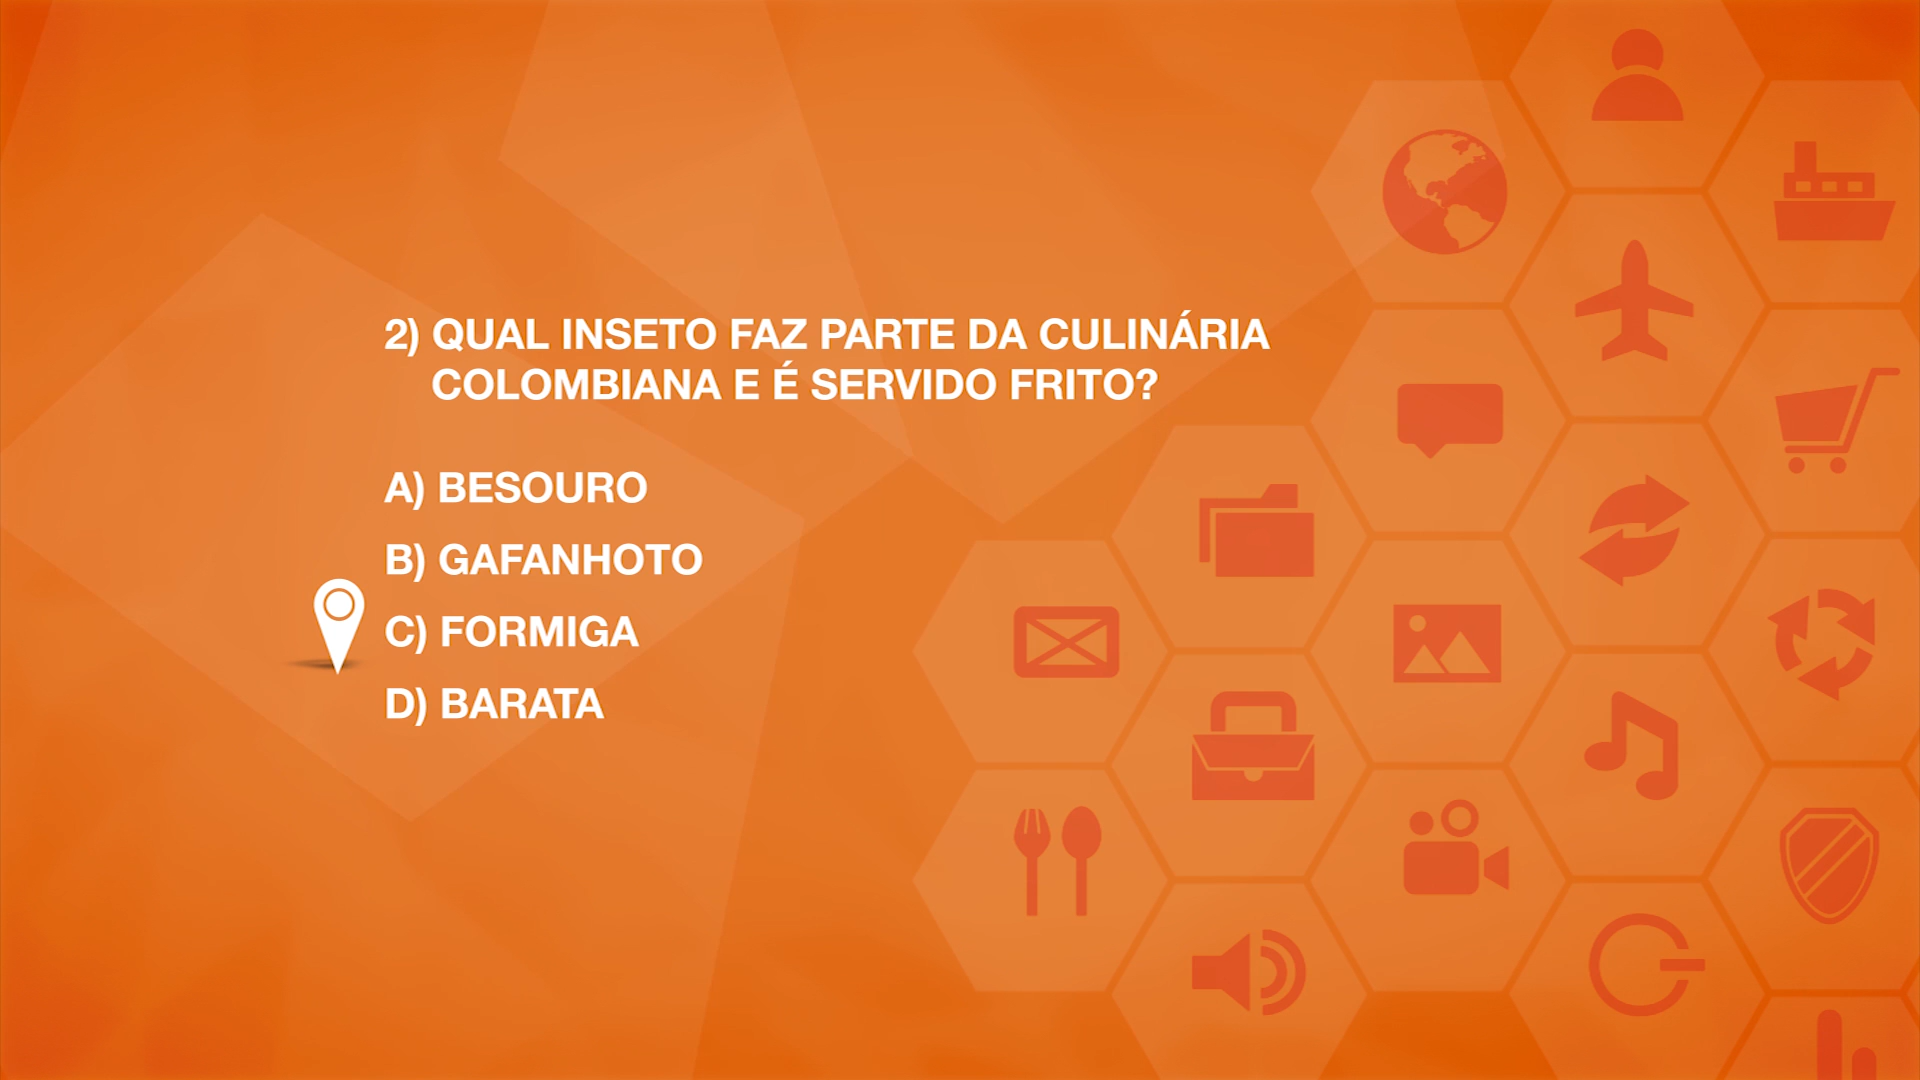 2) QUAL INSETO FAZ PARTE DA CULINÁRIA
COLOMBIANA E É SERVIDO FRITO?
A) BESOURO
B) GAFANHOTO
C) FORMIGA
D) BARATA